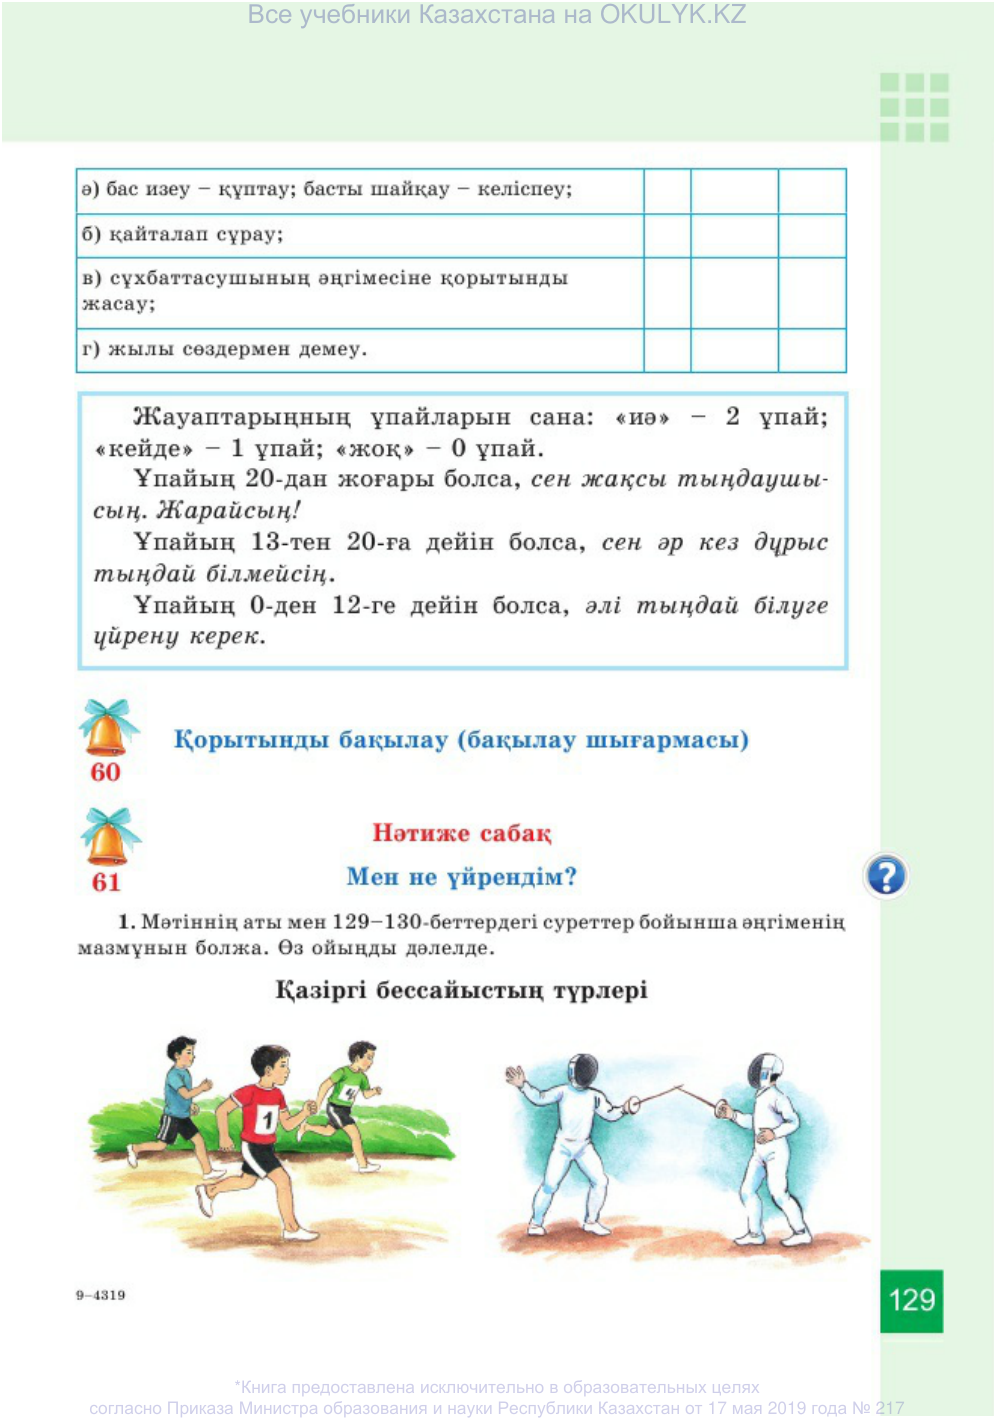 Все учебники Казахстана на OKULYK.KZ
ә) бас изеу – құптау; басты шайқау – келіспеу;
б) қайталап сұрау;
в) сұхбаттасушының әңгімесіне қорытынды
жасау;
г) жылы сөздермен демеу.
Жауаптарыңның ұпайларын сана: «иә» – 2 ұпай;
«кейде» – 1 ұпай; «жоқ» – 0 ұпай.
Ұпайың 20-дан жоғары болса, сен жақсы тыңдаушы-
сың. Жарайсың!
Ұпайың 13-тен 20-ға дейін болса, сен әр кез дұрыс
тыңдай білмейсің.
Ұпайың 0-ден 12-ге дейін болса, әлі тыңдай білуге
үйрену керек.
60
Қорытынды бақылау (бақылау шығармасы)
61
Нәтиже сабақ
Мен не үйрендім?
?
1. Мәтіннің аты мен 129–130-беттердегі суреттер бойынша әңгіменің
мазмұнын болжа. Өз ойыңды дәлелде.
Қазіргі бессайыстың түрлері
1
4
9–4319
129
*Книга предоставлена исключительно в образовательных целях
согласно Приказа Министра образования и науки Республики Казахстан от 17 мая 2019 года № 217